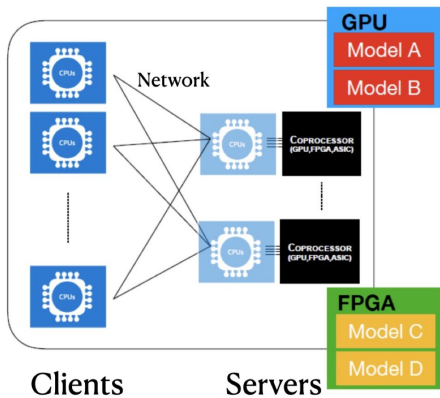 GPU
Model A
Model B
Network
CPUs
CPUs
CPUs
COPROCESSOR
(GPU,FPGA,ASIC)
CPUs
COPROCESSOR
(GPU,FPGA,ASIC)
CPUs
FPGA
Model C
Model D
Clients
Servers